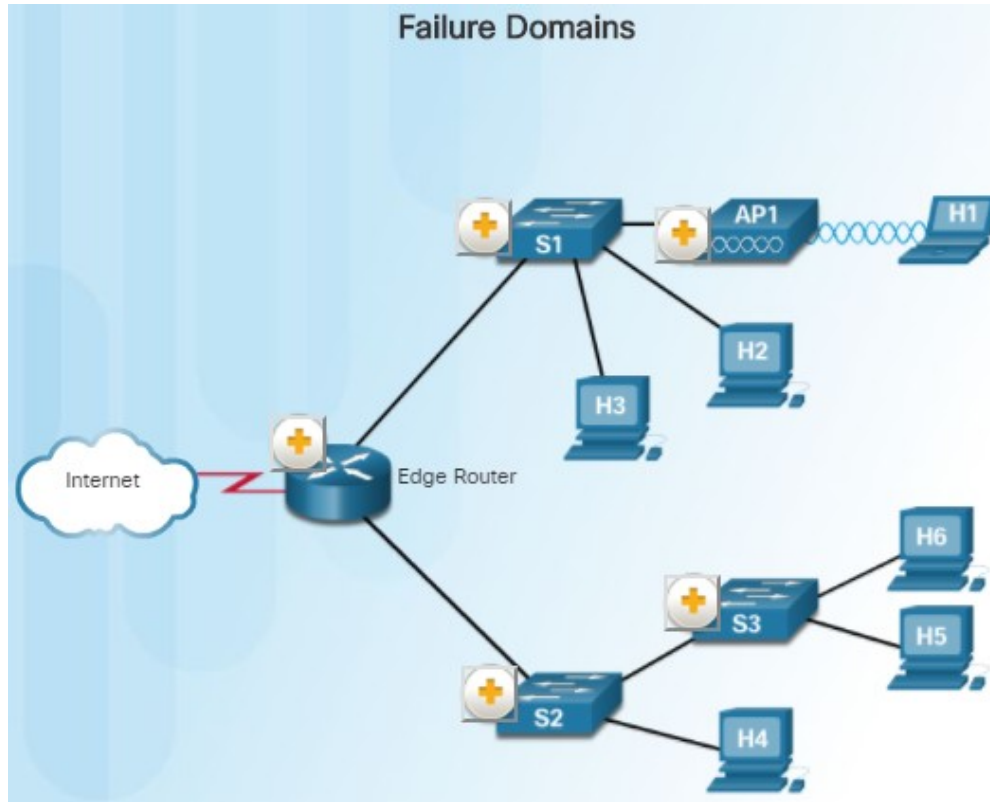 Failure Domains
S1
AP1
H1
H2
H3
Internet
Edge Router
H6
S3
H5
S2
H4